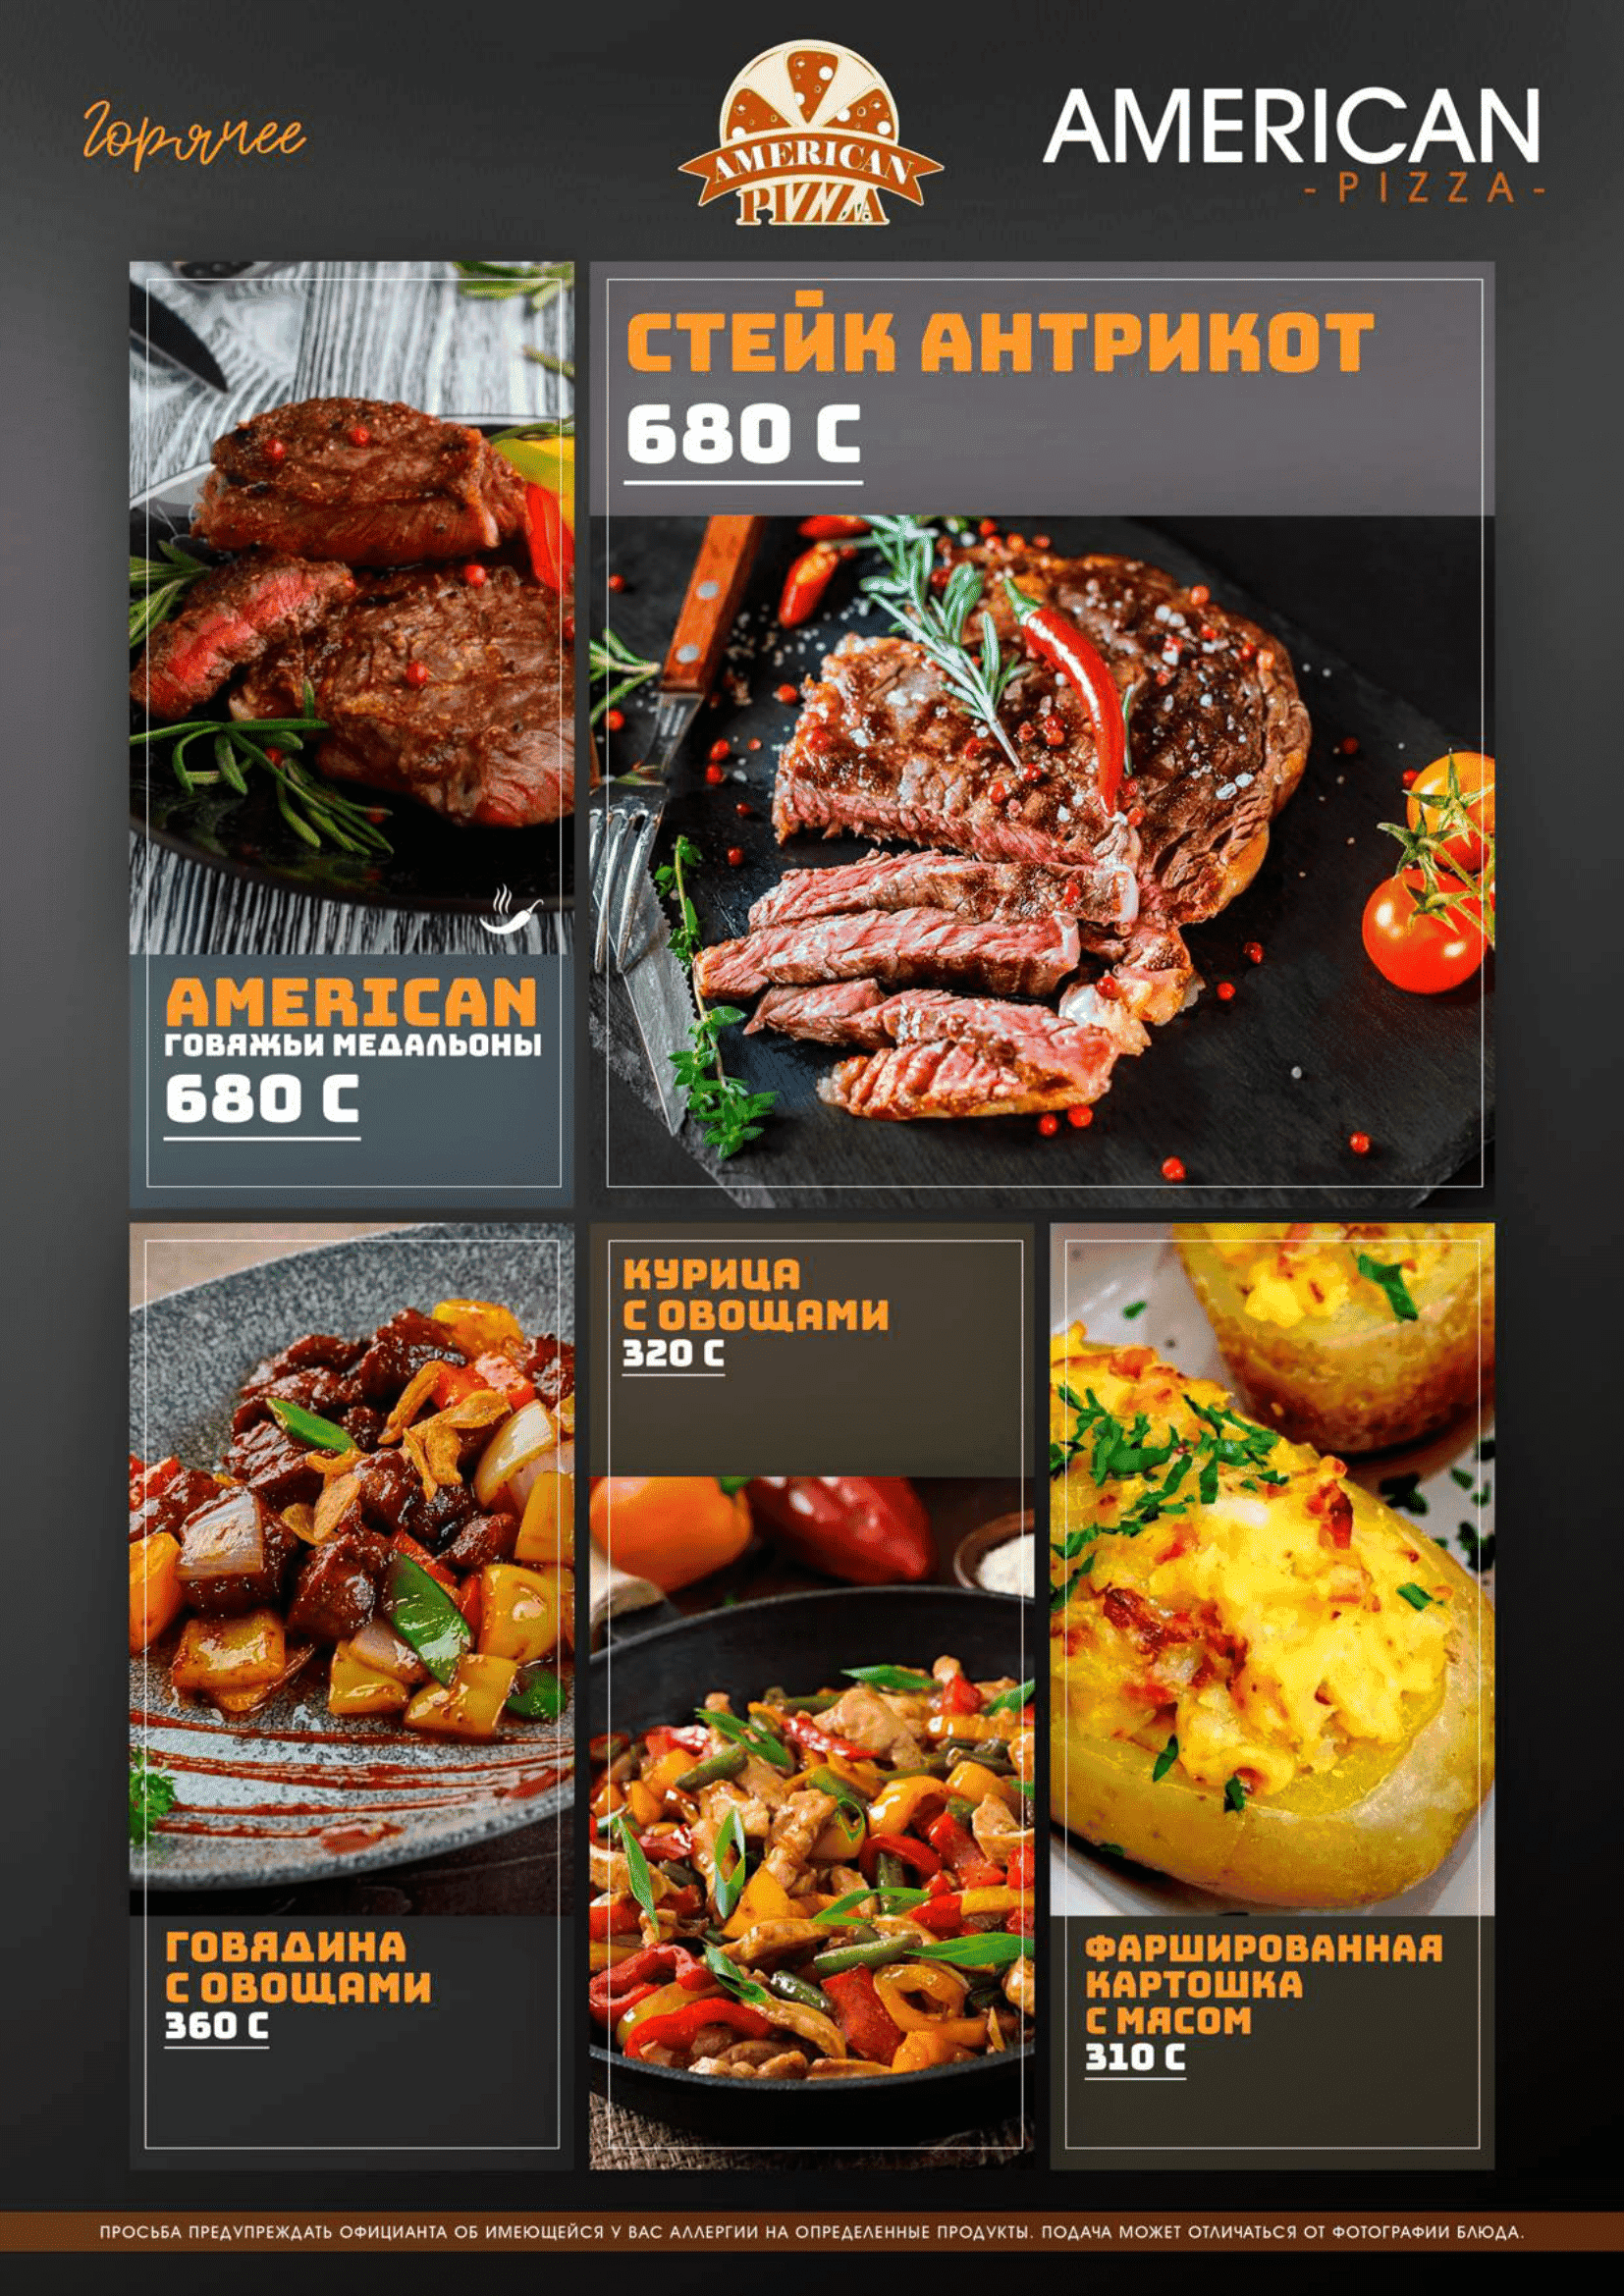 Горячее
AMERICAN
PIZZA
AMERICAN
- PIZZA -
СТЕЙК АНТРИКОТ
680 С
AMERICAN
ГОВЯЖЬИ МЕДАЛЬОНЫ
680 С
КУРИЦА
С ОВОЩАМИ
320 С
ГОВЯДИНА
С ОВОЩАМИ
360 С
ФАРШИРОВАННАЯ
КАРТОШКА
С МЯСОМ
310 С
ПРОСЬБА ПРЕДУПРЕЖДАТЬ ОФИЦИАНТА ОБ ИМЕЮЩЕЙСЯ У ВАС АЛЛЕРГИИ НА ОПРЕДЕЛЕННЫЕ ПРОДУКТЫ. ПОДАЧА МОЖЕТ ОТЛИЧАТЬСЯ ОТ ФОТОГРАФИИ БЛЮДА.